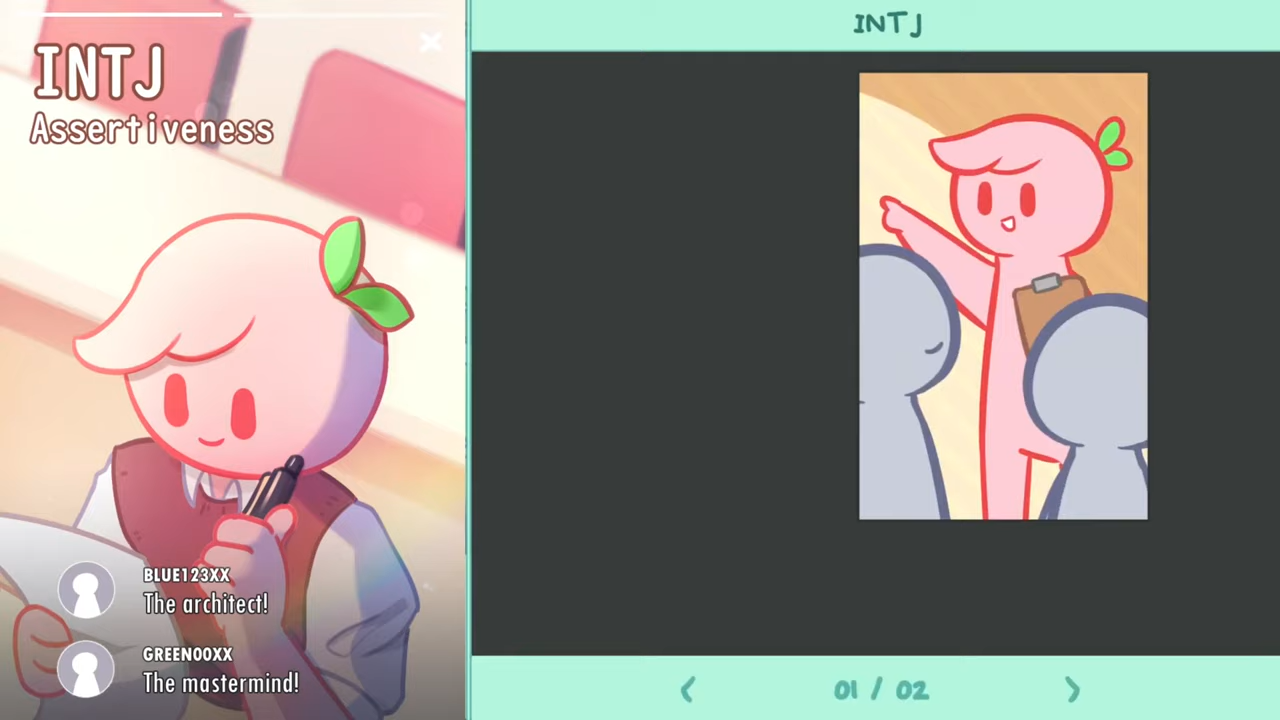 INTJ
Assertiveness
BLUE123XX
The architect!
GREEN00XX
The mastermind!
INTJ
01 / 02